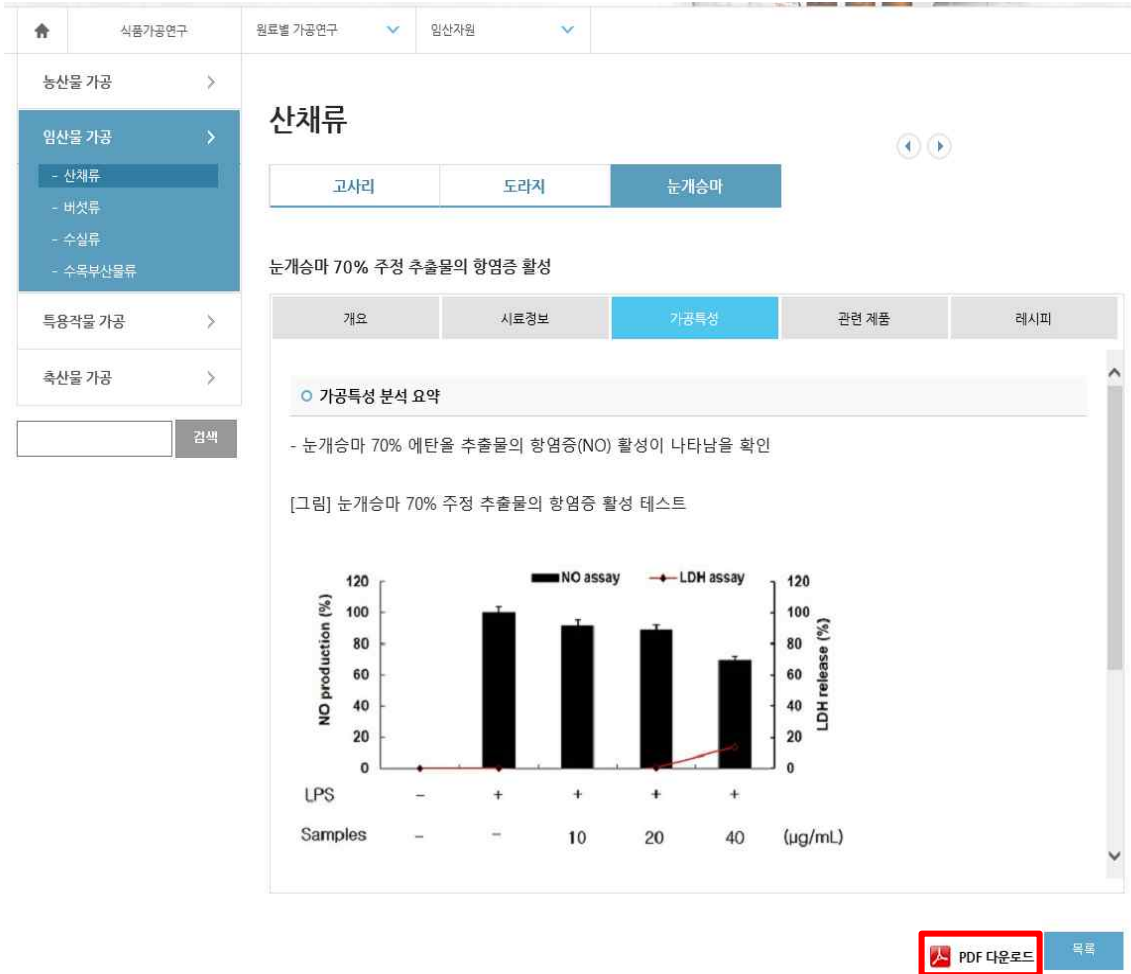 식품가공연구 원료별 가공연구 임산자원
농산물 가공
임산물 가공
- 산채류
- 버섯류
- 수실류
- 수목부산물류
특용작물 가공
축산물 가공
검색
산채류
고사리 도라지 눈개승마
눈개승마 70% 주정 추출물의 항염증 활성
개요 시료정보 가공특성 관련 제품 레시피
가공특성 분석 요약
- 눈개승마 70% 에탄올 추출물의 항염증(NO) 활성이 나타남을 확인
[그림] 눈개승마 70% 주정 추출물의 항염증 활성 테스트
NO assay LDH assay
NO production (%)
120
100
80
60
40
20
0
120
100
80
60
40
20
0
LDH release (%)
LPS - + + + +
Samples - - 10 20 40 (μg/mL)
PDF 다운로드 목록